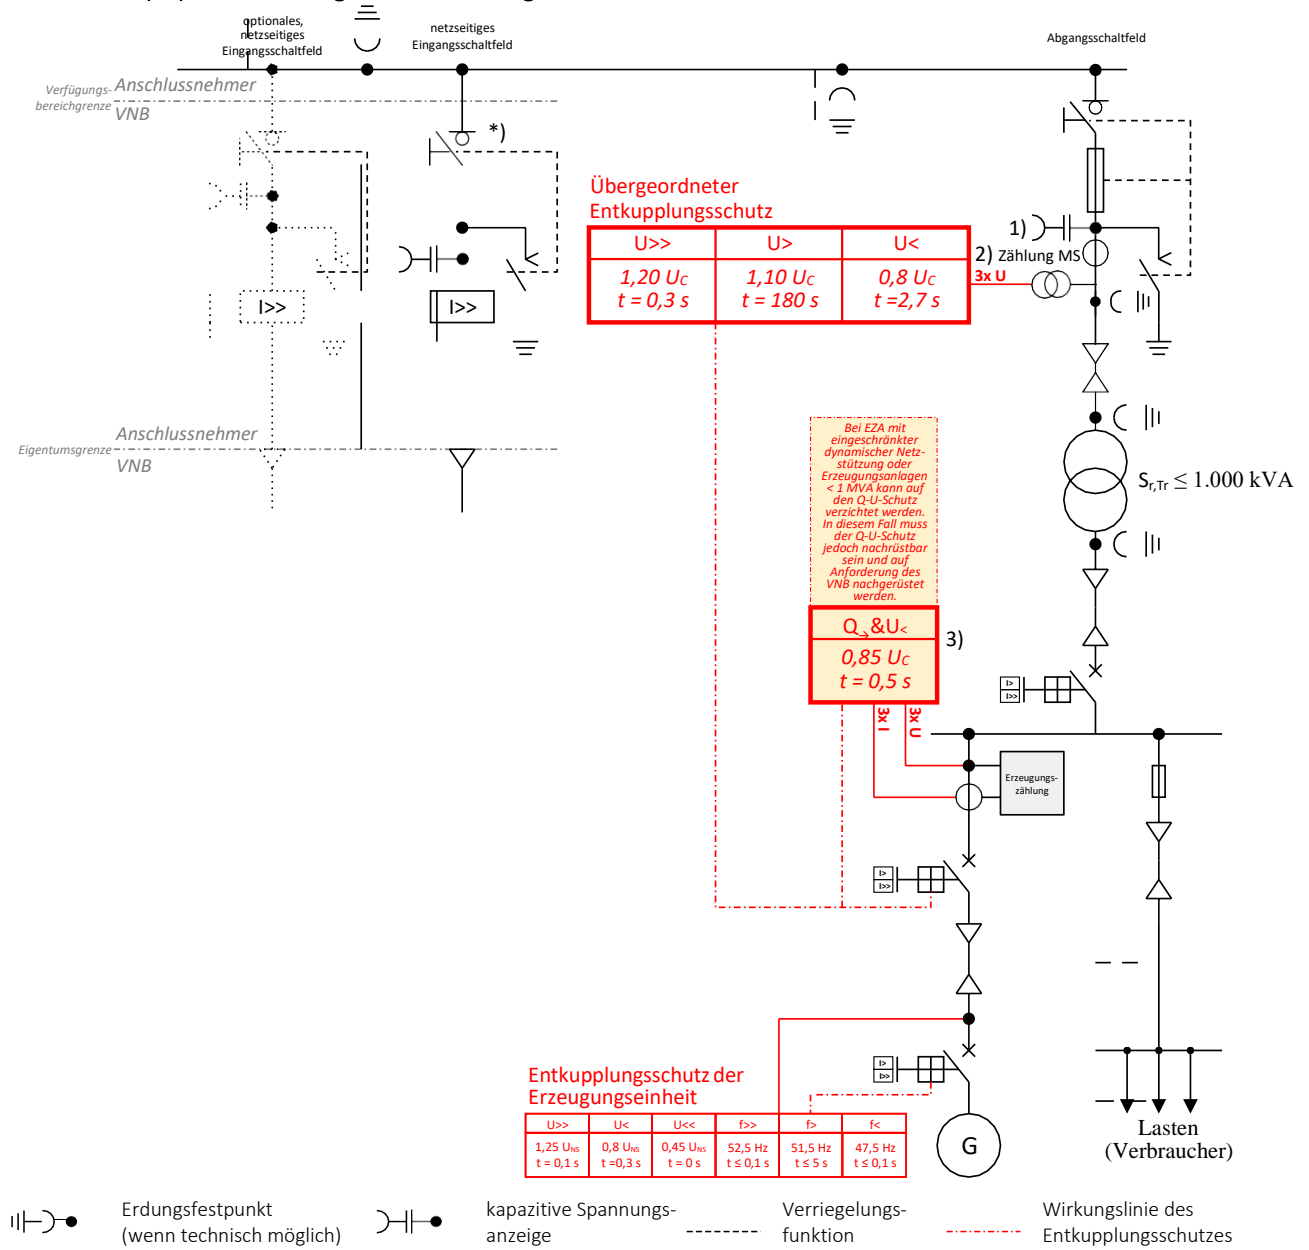 optionales,
netzseitiges
Eingangsschaltfeld
netzseitiges
Eingangsschaltfeld
Abgangsschaltfeld
Verfügungs-
bereichgrenze
Anschlussnehmer
VNB
*)
Übergeordneter
Entkupplungsschutz
U>> U> U<
1,20 UC 1,10 UC 0,8 UC
t = 0,3 s t = 180 s t =2,7 s
1)
2) Zählung MS
3x U
I>>
I>>
Eigentumsgrenze
Anschlussnehmer
VNB
Sr,Tr ≤ 1.000 kVA
Bei EZA mit
eingeschränkter
dynamischer Netz-
stützung oder
Erzeugungsanlagen
< 1 MVA kann auf
den Q-U-Schutz
verzichtet werden.
In diesem Fall muss
der Q-U-Schutz
jedoch nachrüstbar
sein und auf
Anforderung des
VNB nachgerüstet
werden.
Q→&U<
0,85 UC
t = 0,5 s
3)
3x I
3x U
I>
I>>
Erzeugungs-
zählung
I>
I>>
I>
I>>
Entkupplungsschutz der
Erzeugungseinheit
U>> U< U<< f>> f> f<
1,25 UNS 0,8 UNS 0,45 UNS 52,5 Hz 51,5 Hz 47,5 Hz
t = 0,1 s t =0,3 s t = 0 s t ≤ 0,1 s t ≤ 5 s t ≤ 0,1 s
G
Lasten
(Verbraucher)
Erdungsfestpunkt
(wenn technisch möglich)
kapazitive Spannungs-
anzeige
Verriegelungs-
funktion
Wirkungslinie des
Entkupplungsschutzes